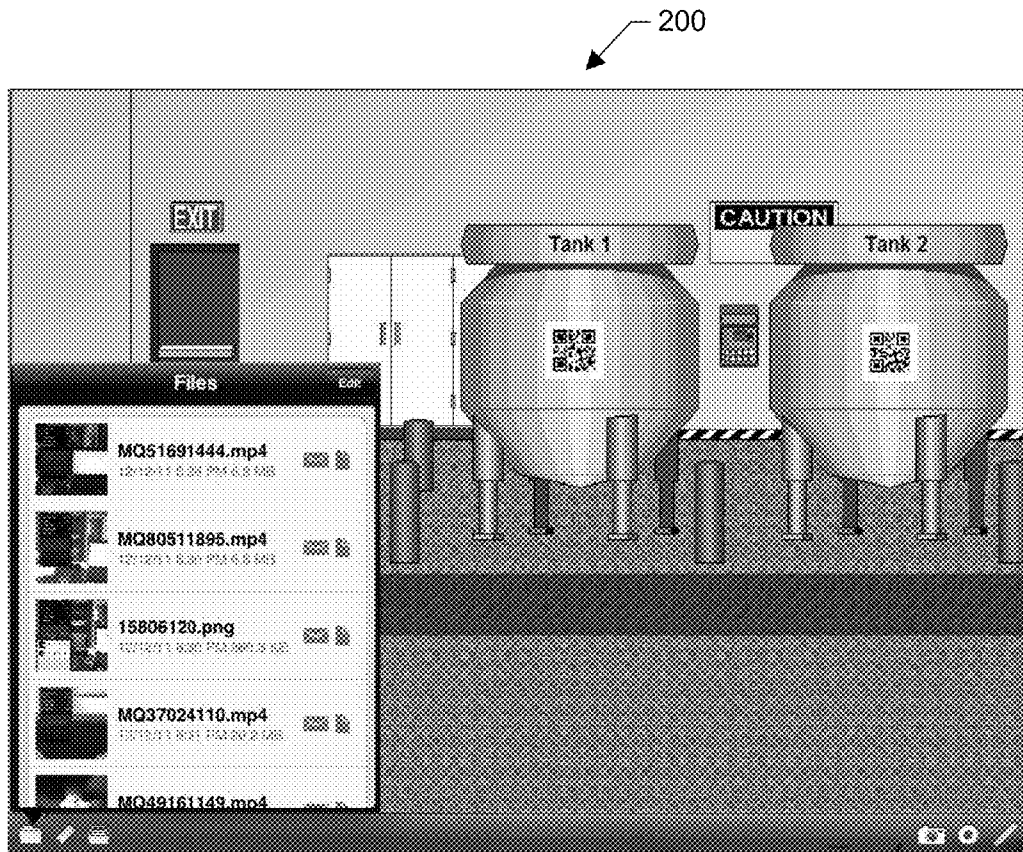 200
EXIT
CAUTION
Tank 1
Tank 2
Files
Edit
MQ51691444.mp4
MQ80511895.mp4
15806120.png
MQ37024110.mp4
MQ49161149.mp4